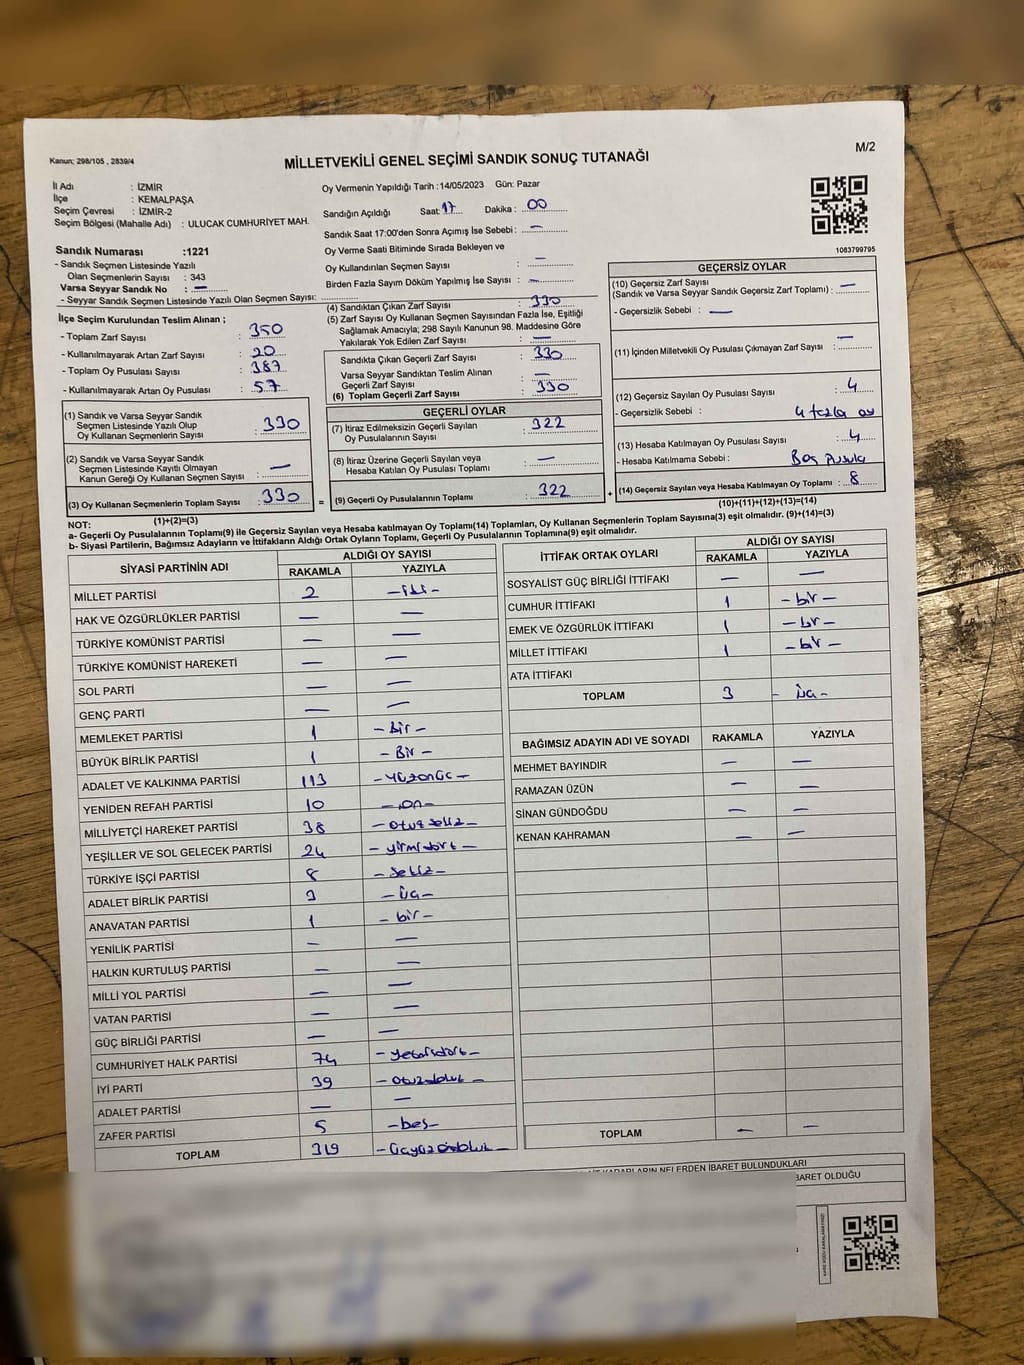 M/2
Kanun; 298/105 , 2839/4
MİLLETVEKİLİ GENEL SEÇİMİ SANDIK SONUÇ TUTANAĞI
İl Adı : İZMİR
İlçe : KEMALPAŞA
Seçim Çevresi : İZMİR-2
Seçim Bölgesi (Mahalle Adı) : ULUCAK CUMHURİYET MAH.
Sandık Numarası :1221
- Sandık Seçmen Listesinde Yazılı
Olan Seçmenlerin Sayısı : 343
Varsa Seyyar Sandık No : —
- Seyyar Sandık Seçmen Listesinde Yazılı Olan Seçmen Sayısı:
Oy Vermenin Yapıldığı Tarih :14/05/2023 Gün: Pazar
Sandığın Açıldığı Saat: 17 Dakika : 00
Sandık Saat 17:00'den Sonra Açımış İse Sebebi : —
Oy Verme Saati Bitiminde Sırada Bekleyen ve
Oy Kullandırılan Seçmen Sayısı : —
Birden Fazla Sayım Döküm Yapılmış İse Sayısı : —
1083799795
İlçe Seçim Kurulundan Teslim Alınan ;
- Toplam Zarf Sayısı : 350
- Kullanılmayarak Artan Zarf Sayısı : 20
- Toplam Oy Pusulası Sayısı : 387
- Kullanılmayarak Artan Oy Pusulası : 57
(4) Sandıktan Çıkan Zarf Sayısı : 330
(5) Zarf Sayısı Oy Kullanan Seçmen Sayısından Fazla İse, Eşitliği
Sağlamak Amacıyla; 298 Sayılı Kanunun 98. Maddesine Göre
Yakılarak Yok Edilen Zarf Sayısı : —
Sandıkta Çıkan Geçerli Zarf Sayısı : 330
Varsa Seyyar Sandıktan Teslim Alınan
Geçerli Zarf Sayısı : —
(6) Toplam Geçerli Zarf Sayısı : 330
GEÇERSİZ OYLAR
(10) Geçersiz Zarf Sayısı
(Sandık ve Varsa Seyyar Sandık Geçersiz Zarf Toplamı) : —
- Geçersizlik Sebebi : —
(11) İçinden Milletvekili Oy Pusulası Çıkmayan Zarf Sayısı : —
(12) Geçersiz Sayılan Oy Pusulası Sayısı : 4
- Geçersizlik Sebebi : 4 fazla oy
(13) Hesaba Katılmayan Oy Pusulası Sayısı : 4
- Hesaba Katılmama Sebebi : Boş Pusula
(14) Geçersiz Sayılan veya Hesaba Katılmayan Oy Toplamı : 8
(10)+(11)+(12)+(13)=(14)
(1) Sandık ve Varsa Seyyar Sandık
Seçmen Listesinde Yazılı Olup
Oy Kullanan Seçmenlerin Sayısı : 330
(2) Sandık ve Varsa Seyyar Sandık
Seçmen Listesinde Kayıtlı Olmayan
Kanun Gereği Oy Kullanan Seçmen Sayısı : —
(3) Oy Kullanan Seçmenlerin Toplam Sayısı : 330 =
(1)+(2)=(3)
GEÇERLİ OYLAR
(7) İtiraz Edilmeksizin Geçerli Sayılan
Oy Pusulalarının Sayısı : 322
(8) İtiraz Üzerine Geçerli Sayılan veya
Hesaba Katılan Oy Pusulası Toplamı : —
(9) Geçerli Oy Pusulalarının Toplamı : 322 +
NOT:
a- Geçerli Oy Pusulalarının Toplamı(9) ile Geçersiz Sayılan veya Hesaba katılmayan Oy Toplamı(14) Toplamları, Oy Kullanan Seçmenlerin Toplam Sayısına(3) eşit olmalıdır. (9)+(14)=(3)
b- Siyasi Partilerin, Bağımsız Adayların ve İttifakların Aldığı Ortak Oyların Toplamı, Geçerli Oy Pusulalarının Toplamına(9) eşit olmalıdır.
SİYASİ PARTİNİN ADI ALDIĞI OY SAYISI
RAKAMLA YAZIYLA
MİLLET PARTİSİ 2 - iki -
HAK VE ÖZGÜRLÜKLER PARTİSİ — —
TÜRKİYE KOMÜNİST PARTİSİ — —
TÜRKİYE KOMÜNİST HAREKETİ — —
SOL PARTİ — —
GENÇ PARTİ — —
MEMLEKET PARTİSİ 1 - Bir -
BÜYÜK BİRLİK PARTİSİ 1 - Bir -
ADALET VE KALKINMA PARTİSİ 113 - yüzonüç -
YENİDEN REFAH PARTİSİ 10 - on -
MİLLİYETÇİ HAREKET PARTİSİ 38 - otuz sekiz -
YEŞİLLER VE SOL GELECEK PARTİSİ 24 - yirmi dört -
TÜRKİYE İŞÇİ PARTİSİ 8 - sekiz -
ADALET BİRLİK PARTİSİ 3 - üç -
ANAVATAN PARTİSİ 1 - bir -
YENİLİK PARTİSİ — —
HALKIN KURTULUŞ PARTİSİ — —
MİLLİ YOL PARTİSİ — —
VATAN PARTİSİ — —
GÜÇ BİRLİĞİ PARTİSİ — —
CUMHURİYET HALK PARTİSİ 74 - yetmişdört -
İYİ PARTİ 39 - otuzdokuz -
ADALET PARTİSİ — —
ZAFER PARTİSİ 5 - beş -
TOPLAM 319 - üçyüz ondokuz -
İTTİFAK ORTAK OYLARI ALDIĞI OY SAYISI
RAKAMLA YAZIYLA
SOSYALİST GÜÇ BİRLİĞİ İTTİFAKI — —
CUMHUR İTTİFAKI 1 - bir -
EMEK VE ÖZGÜRLÜK İTTİFAKI 1 - bir -
MİLLET İTTİFAKI 1 - bir -
ATA İTTİFAKI
TOPLAM 3 - üç -
BAĞIMSIZ ADAYIN ADI VE SOYADI RAKAMLA YAZIYLA
MEHMET BAYINDIR — —
RAMAZAN ÜZÜN — —
SİNAN GÜNDOĞDU — —
KENAN KAHRAMAN — —
TOPLAM — —
KARARLARIN NELERDEN İBARET BULUNDUKLARI
İBARET OLDUĞU